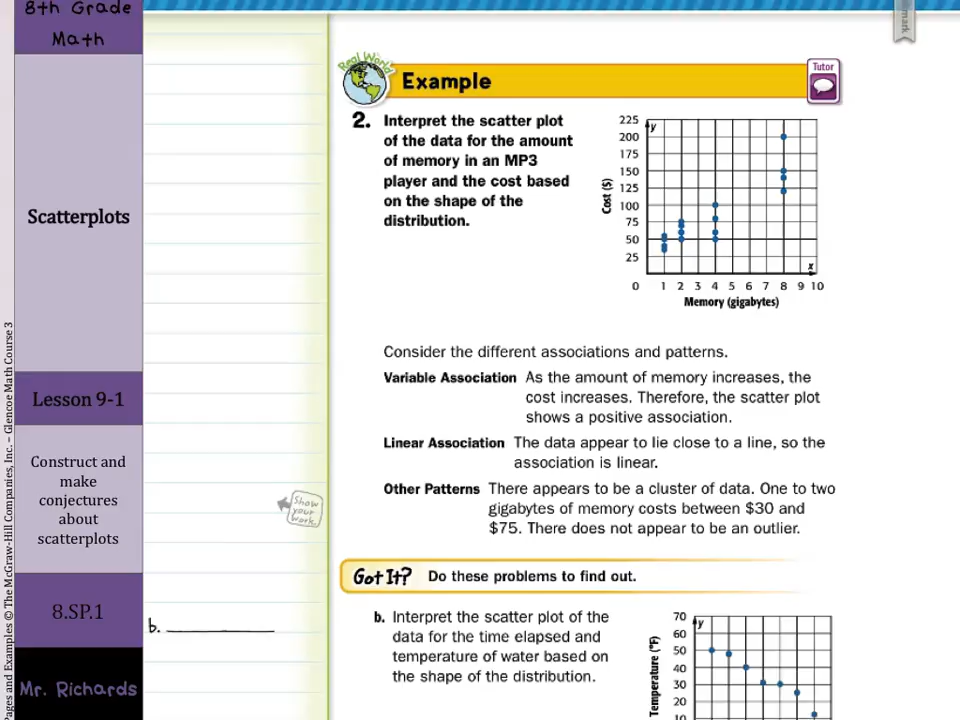 8th Grade
Math
Scatterplots
Lesson 9-1
Construct and
make
conjectures
about
scatterplots
8.SP.1
Mr. Richards
Pages and Examples © The McGraw-Hill Companies, Inc. – Glencoe Math Course 3
mark
Real World
Example
Tutor
2. Interpret the scatter plot
of the data for the amount
of memory in an MP3
player and the cost based
on the shape of the
distribution.
225
200
175
150
125
100
75
50
25
y
x
Cost ($)
0 1 2 3 4 5 6 7 8 9 10
Memory (gigabytes)
Consider the different associations and patterns.
Variable Association As the amount of memory increases, the
cost increases. Therefore, the scatter plot
shows a positive association.
Linear Association The data appear to lie close to a line, so the
association is linear.
Other Patterns There appears to be a cluster of data. One to two
gigabytes of memory costs between $30 and
$75. There does not appear to be an outlier.
Show
your
work.
Got It? Do these problems to find out.
b. Interpret the scatter plot of the
data for the time elapsed and
temperature of water based on
the shape of the distribution.
b. __________
70
60
50
40
30
20
10
y
Temperature (°F)